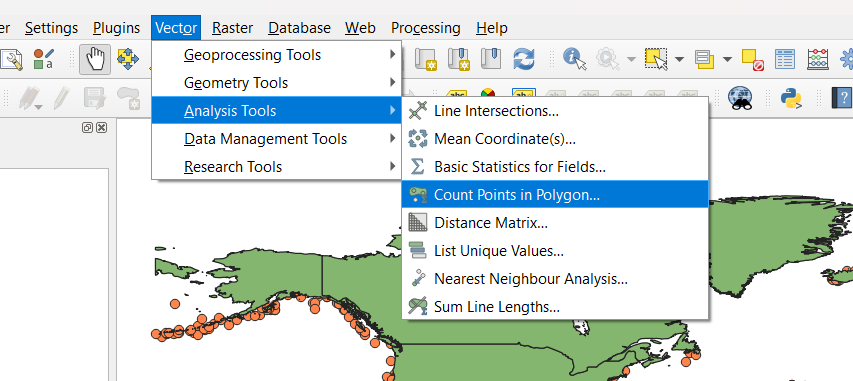 er Settings Plugins Vector Raster Database Web Processing Help
Geoprocessing Tools
Geometry Tools
Analysis Tools
Data Management Tools
Research Tools
Line Intersections...
Mean Coordinate(s)...
Basic Statistics for Fields...
Count Points in Polygon...
Distance Matrix...
List Unique Values...
Nearest Neighbour Analysis...
Sum Line Lengths...